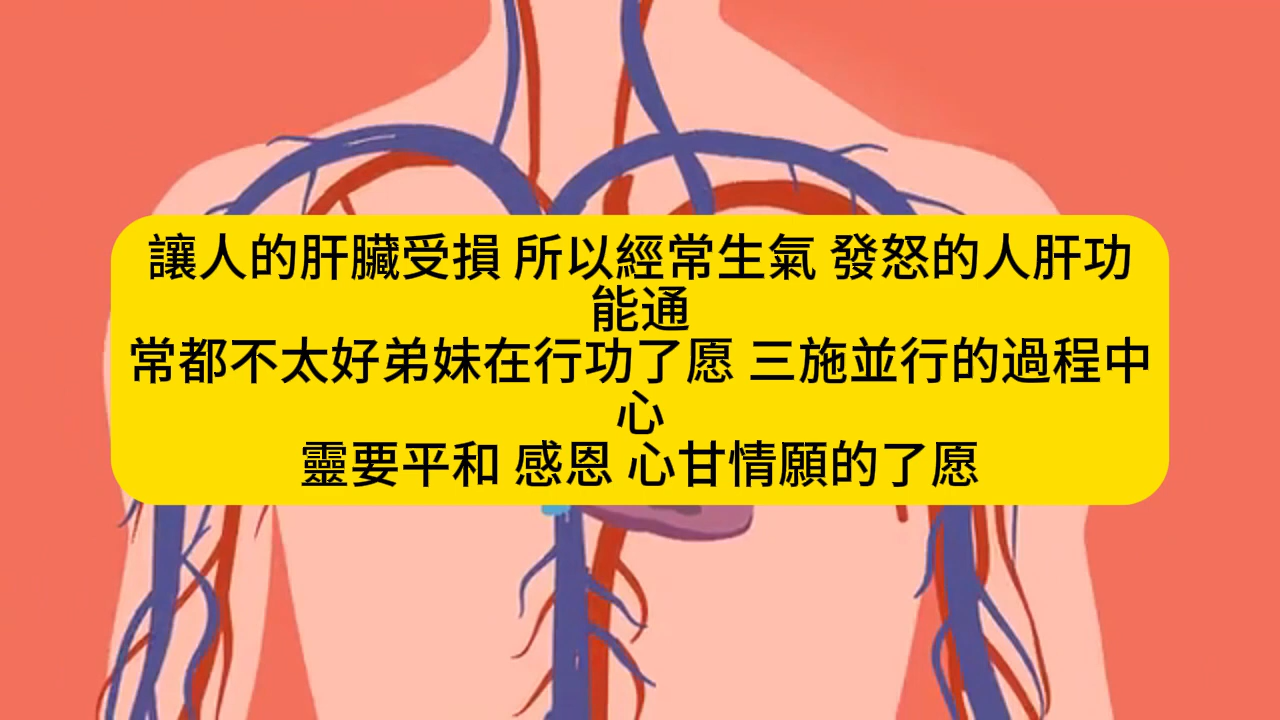 讓人的肝臟受損 所以經常生氣 發怒的人肝功
能通
常都不太好弟妹在行功了愿 三施並行的過程中
心
靈要平和 感恩 心甘情願的了愿